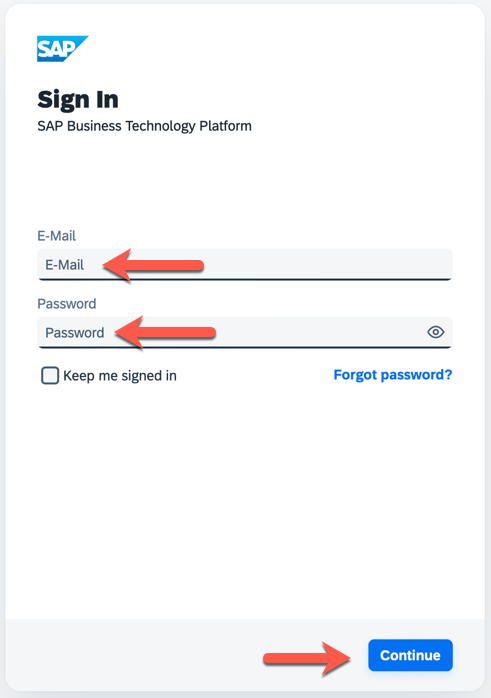 SAP
Sign In
SAP Business Technology Platform
E-Mail
E-Mail
Password
Password
Keep me signed in
Forgot password?
Continue